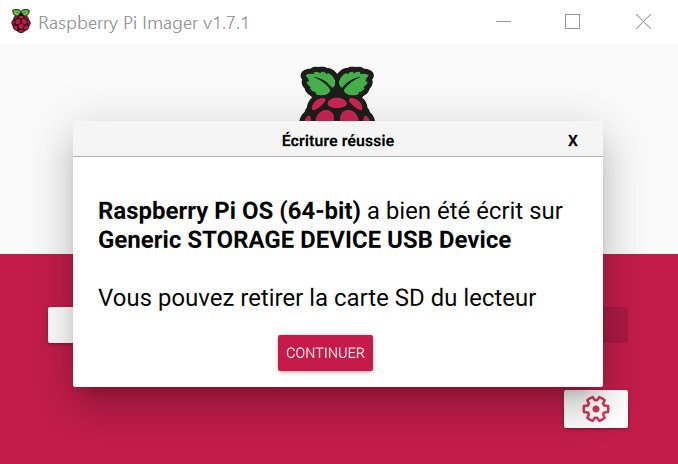 Raspberry Pi Imager v1.7.1
Écriture réussie
X
Raspberry Pi OS (64-bit) a bien été écrit sur
Generic STORAGE DEVICE USB Device
Vous pouvez retirer la carte SD du lecteur
CONTINUER